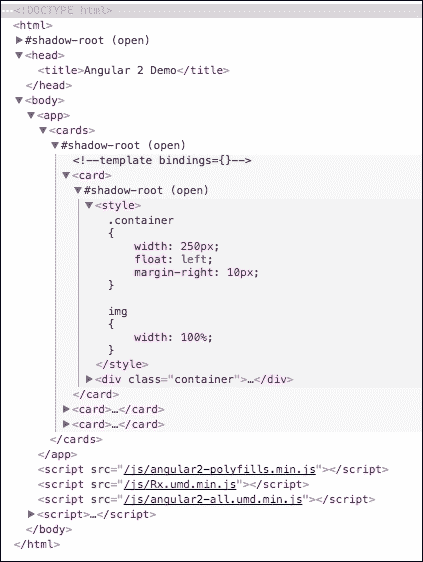 <!DOCTYPE html>
<html>
▶#shadow-root (open)
▼<head>
<title>Angular 2 Demo</title>
</head>
▼<body>
▼<app>
▼<cards>
▼#shadow-root (open)
<!--template bindings={}-->
▼<card>
▼#shadow-root (open)
▼<style>
.container
{
width: 250px;
float: left;
margin-right: 10px;
}
img
{
width: 100%;
}
</style>
▶<div class="container">…</div>
</card>
▶<card>…</card>
▶<card>…</card>
</cards>
</app>
<script src="/js/angular2-polyfills.min.js"></script>
<script src="/js/Rx.umd.min.js"></script>
<script src="/js/angular2-all.umd.min.js"></script>
▶<script>…</script>
</body>
</html>